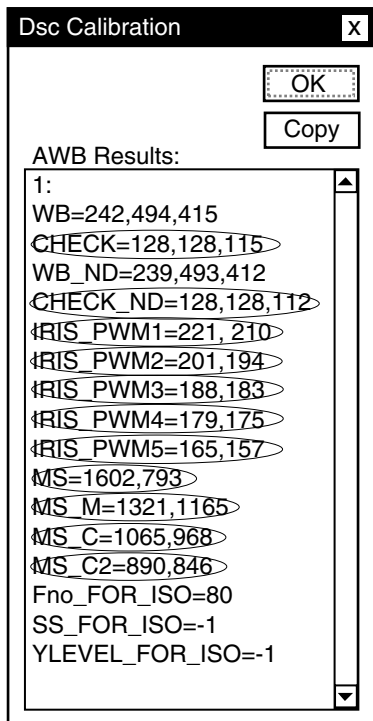 Dsc Calibration X
OK
Copy
AWB Results:
1:
WB=242,494,415
CHECK=128,128,115
WB_ND=239,493,412
CHECK_ND=128,128,112
IRIS_PWM1=221, 210
IRIS_PWM2=201,194
IRIS_PWM3=188,183
IRIS_PWM4=179,175
IRIS_PWM5=165,157
MS=1602,793
MS_M=1321,1165
MS_C=1065,968
MS_C2=890,846
Fno_FOR_ISO=80
SS_FOR_ISO=-1
YLEVEL_FOR_ISO=-1